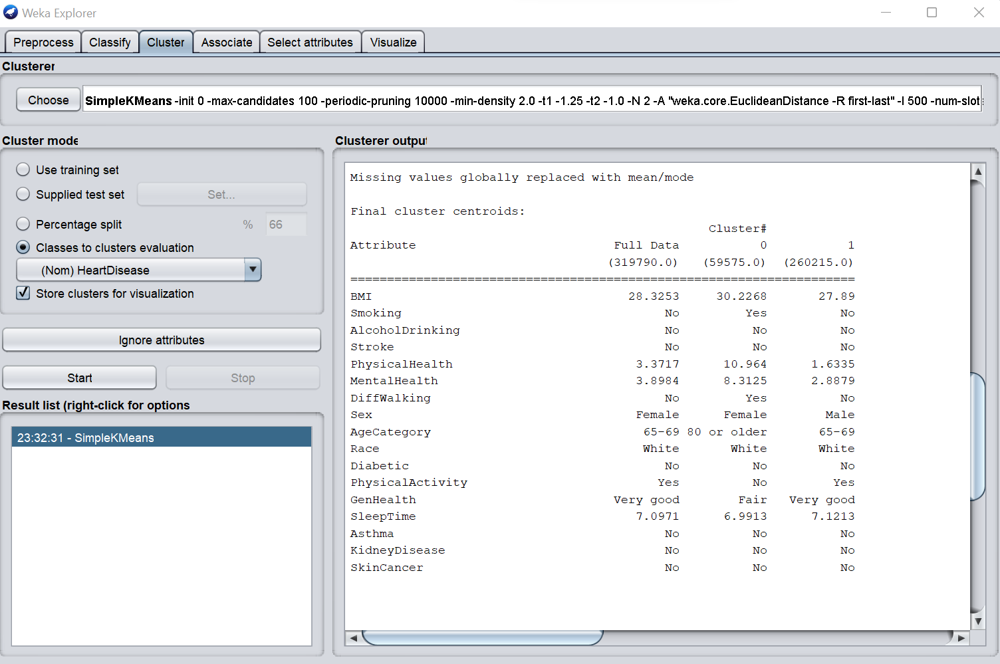 Weka Explorer
Preprocess Classify Cluster Associate Select attributes Visualize
Clusterer
Choose SimpleKMeans -init 0 -max-candidates 100 -periodic-pruning 10000 -min-density 2.0 -t1 -1.25 -t2 -1.0 -N 2 -A "weka.core.EuclideanDistance -R first-last" -I 500 -num-slot
Cluster mode
Use training set
Supplied test set Set...
Percentage split % 66
Classes to clusters evaluation
(Nom) HeartDisease
Store clusters for visualization
Ignore attributes
Start Stop
Result list (right-click for options
23:32:31 - SimpleKMeans
Clusterer output
Missing values globally replaced with mean/mode
Final cluster centroids:
Cluster#
Attribute Full Data 0 1
(319790.0) (59575.0) (260215.0)
=====================================================================
BMI 28.3253 30.2268 27.89
Smoking No Yes No
AlcoholDrinking No No No
Stroke No No No
PhysicalHealth 3.3717 10.964 1.6335
MentalHealth 3.8984 8.3125 2.8879
DiffWalking No Yes No
Sex Female Female Male
AgeCategory 65-69 80 or older 65-69
Race White White White
Diabetic No No No
PhysicalActivity Yes No Yes
GenHealth Very good Fair Very good
SleepTime 7.0971 6.9913 7.1213
Asthma No No No
KidneyDisease No No No
SkinCancer No No No